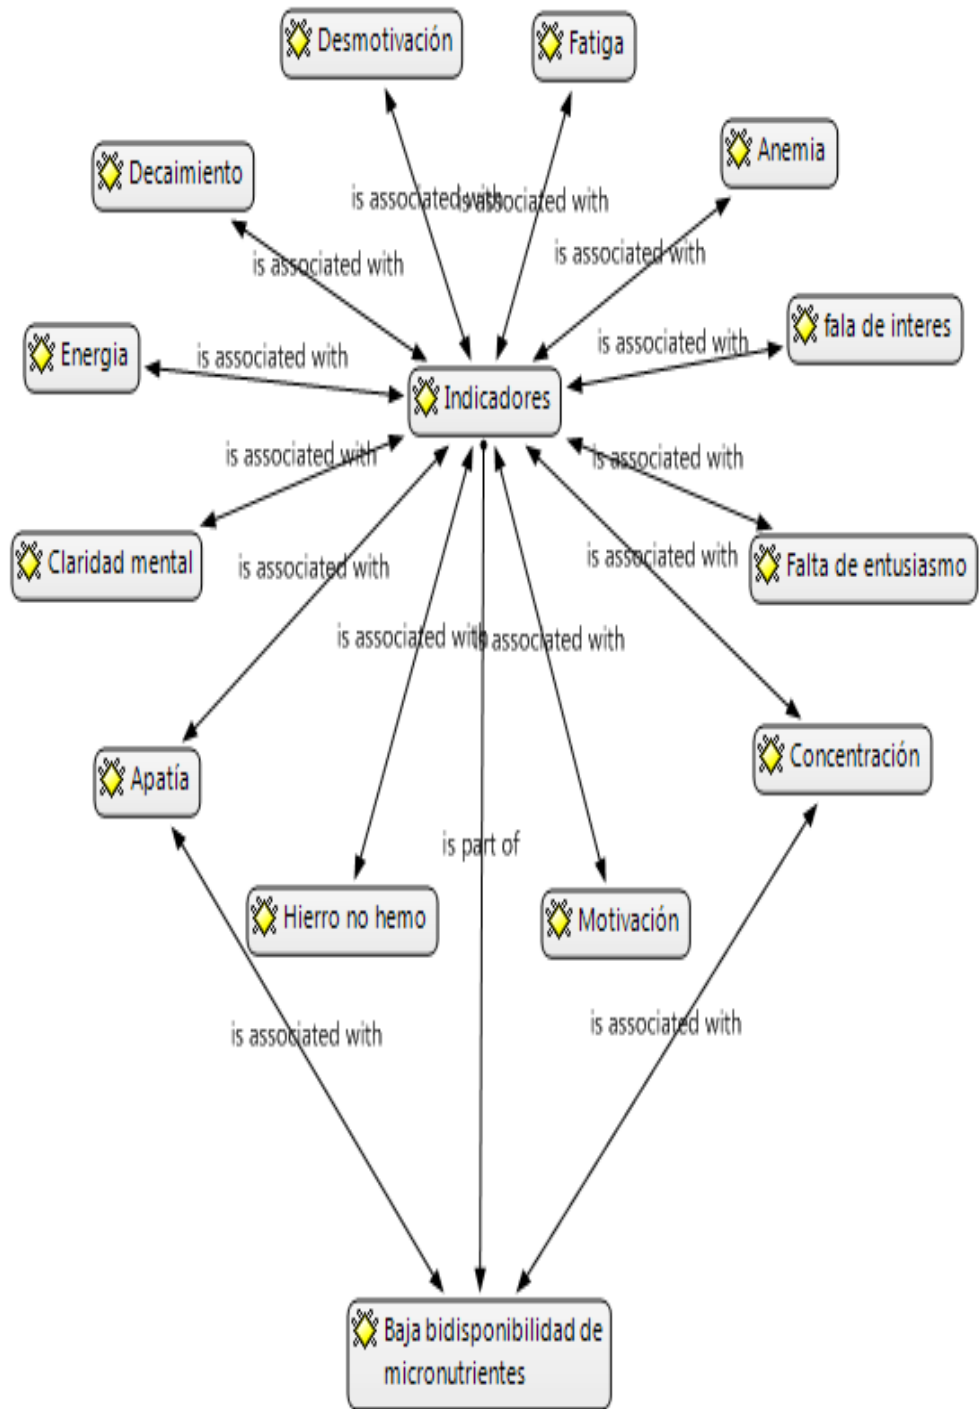 Desmotivación
Fatiga
Anemia
Decaimiento
is associated with
is associated with
is associated with
is associated with
fala de interes
Energia
is associated with
is associated with
Indicadores
is associated with
is associated with
Claridad mental
is associated with
is associated with
Falta de entusiasmo
is associated with
is associated with
Apatía
Concentración
is part of
Hierro no hemo
Motivación
is associated with
is associated with
Baja bidisponibilidad de
micronutrientes